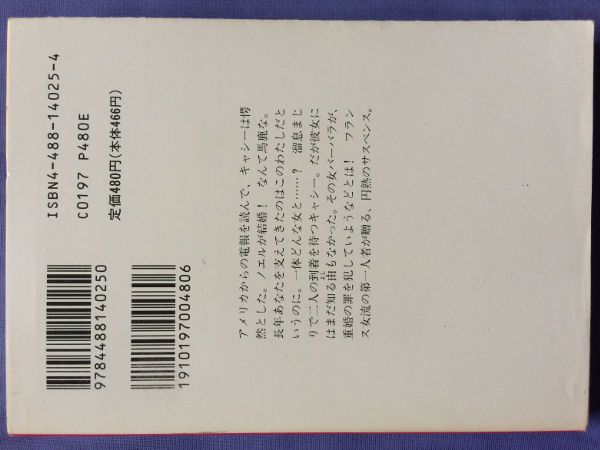 ISBN4-488-14025-4
C0197 P480E
定価480円(本体466円)
9784488140250
1910197004806
アメリカからの電報を読んで、キャシーは愕
然とした。ノエルが結婚! なんて馬鹿な。
長年あなたを支えてきたのはこのわたしだと
いうのに。一体どんな女と……? 溜息まじ
りで二人の到着を待つキャシー。だが彼女に
はまだ知る由もなかった。その女バーバラが、
重婚の罪を犯していようなどとは! フラン
ス女流の第一人者が贈る、円熟のサスペンス。